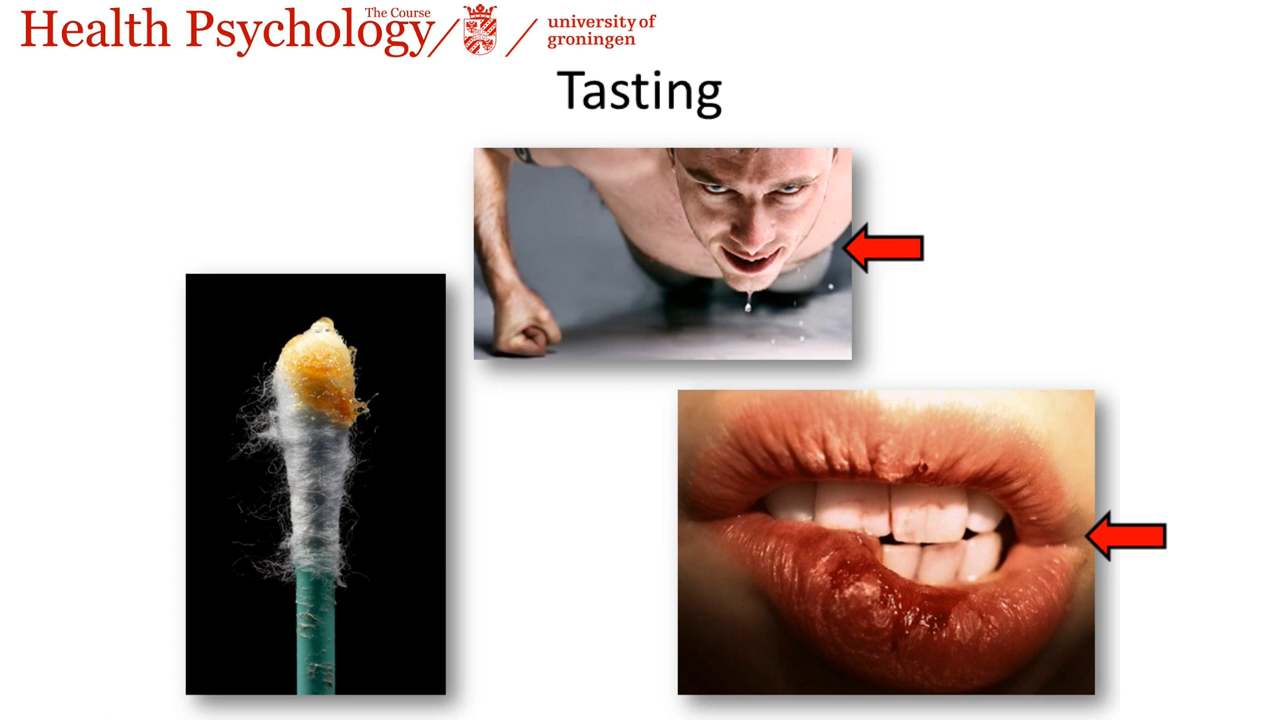 Health Psychology
The Course
university of
groningen
Tasting